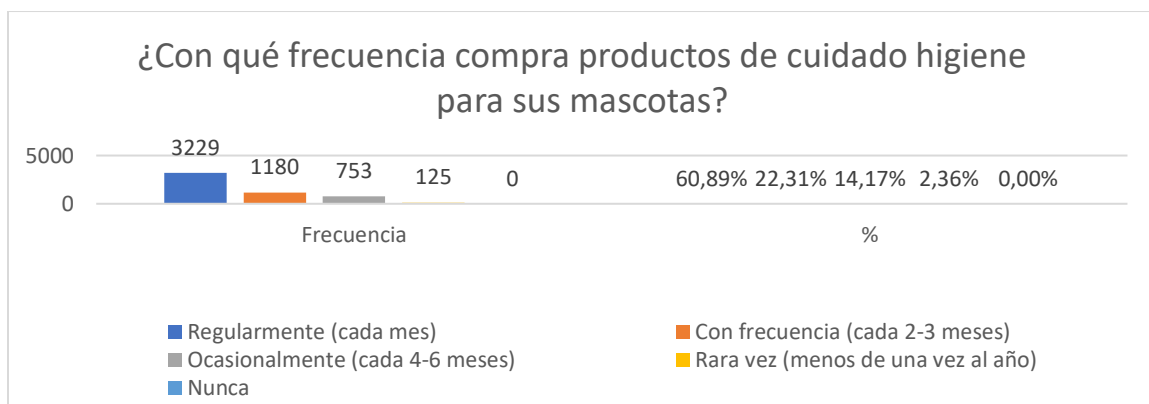 ¿Con qué frecuencia compra productos de cuidado higiene
para sus mascotas?
5000
0
3229
1180
753
125
0
60,89%
22,31%
14,17%
2,36%
0,00%
Frecuencia
%
Regularmente (cada mes)
Con frecuencia (cada 2-3 meses)
Ocasionalmente (cada 4-6 meses)
Rara vez (menos de una vez al año)
Nunca